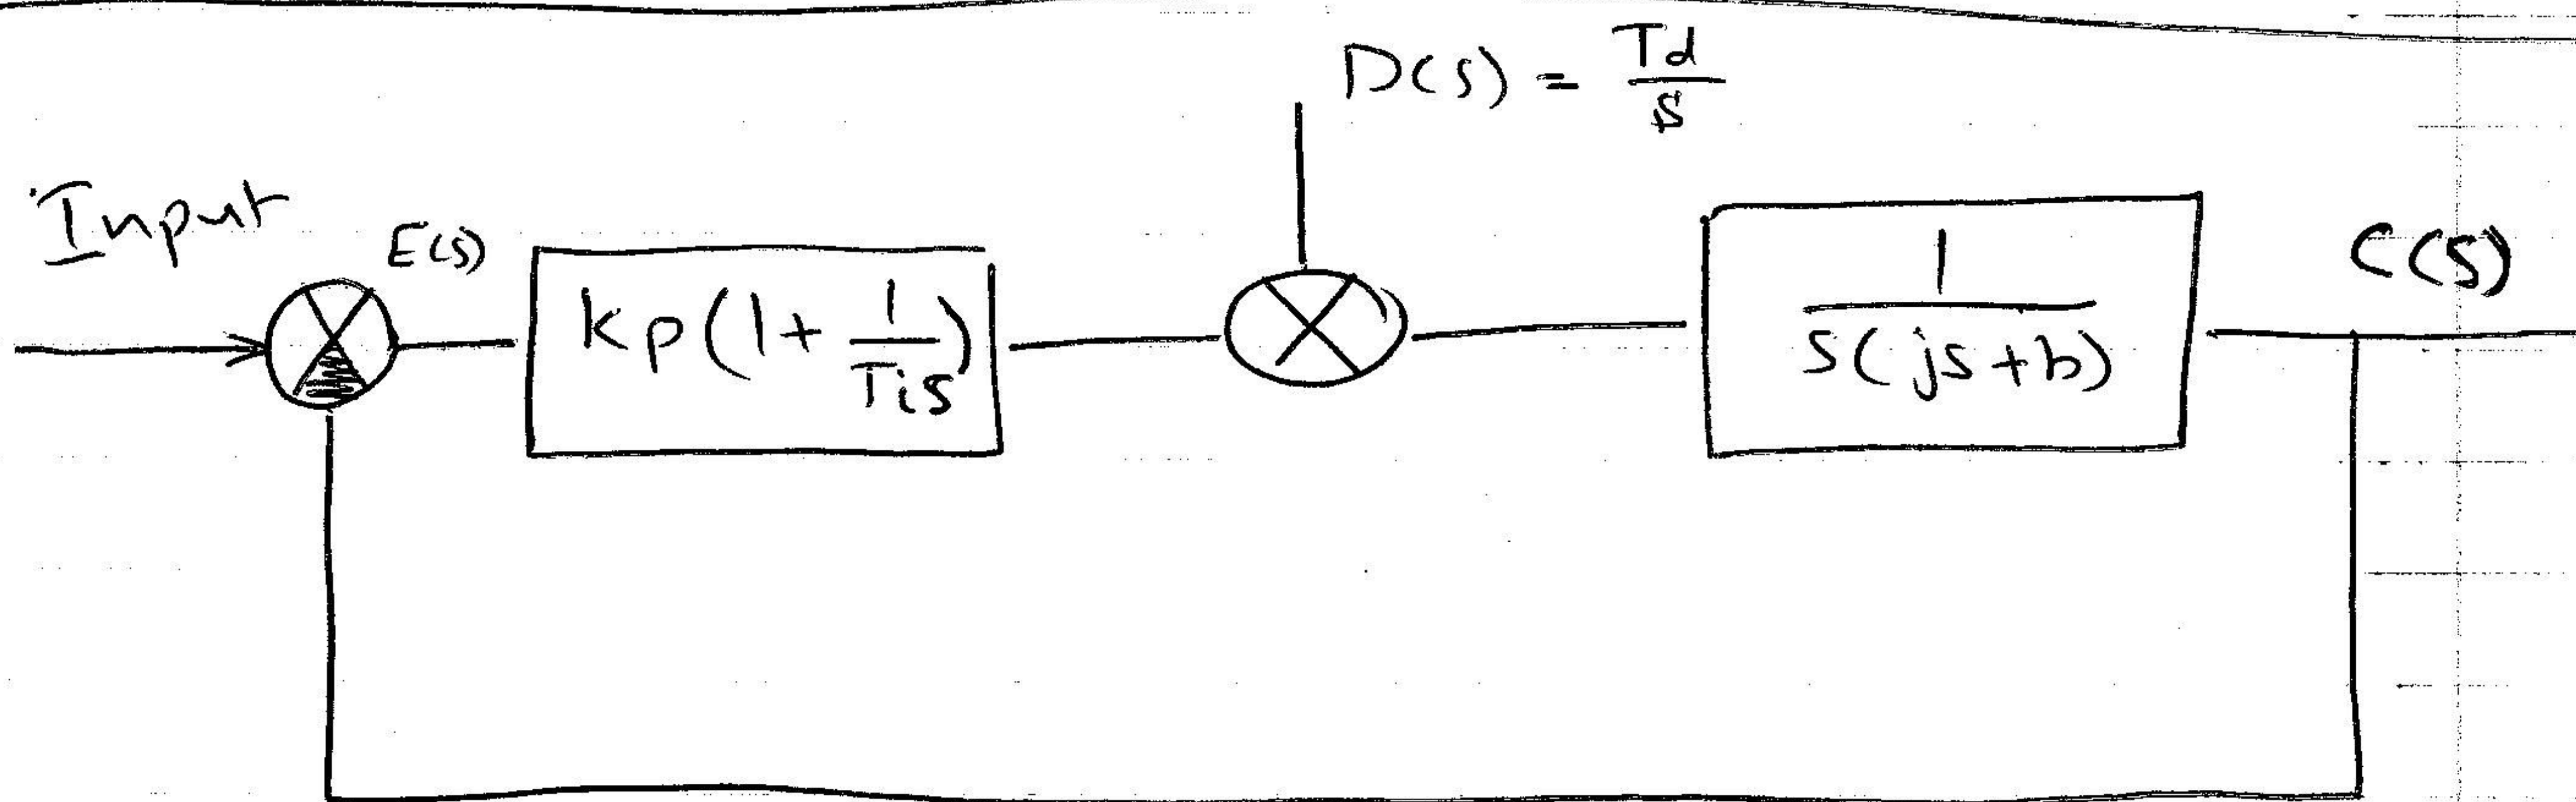 D(s) = Td/s
Input
E(s)
Kp(1 + 1/Tis)
1/s(js+b)
C(s)